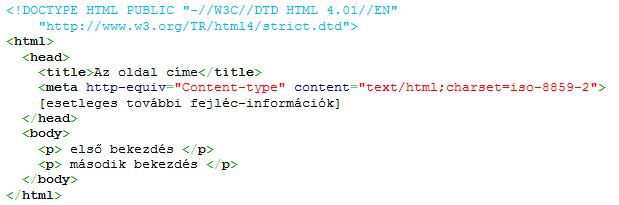 <!DOCTYPE HTML PUBLIC "-//W3C//DTD HTML 4.01//EN"
"http://www.w3.org/TR/html4/strict.dtd">
<html>
<head>
<title>Az oldal címe</title>
<meta http-equiv="Content-type" content="text/html;charset=iso-8859-2">
[esetleges további fejléc-információk]
</head>
<body>
<p> első bekezdés </p>
<p> második bekezdés </p>
</body>
</html>